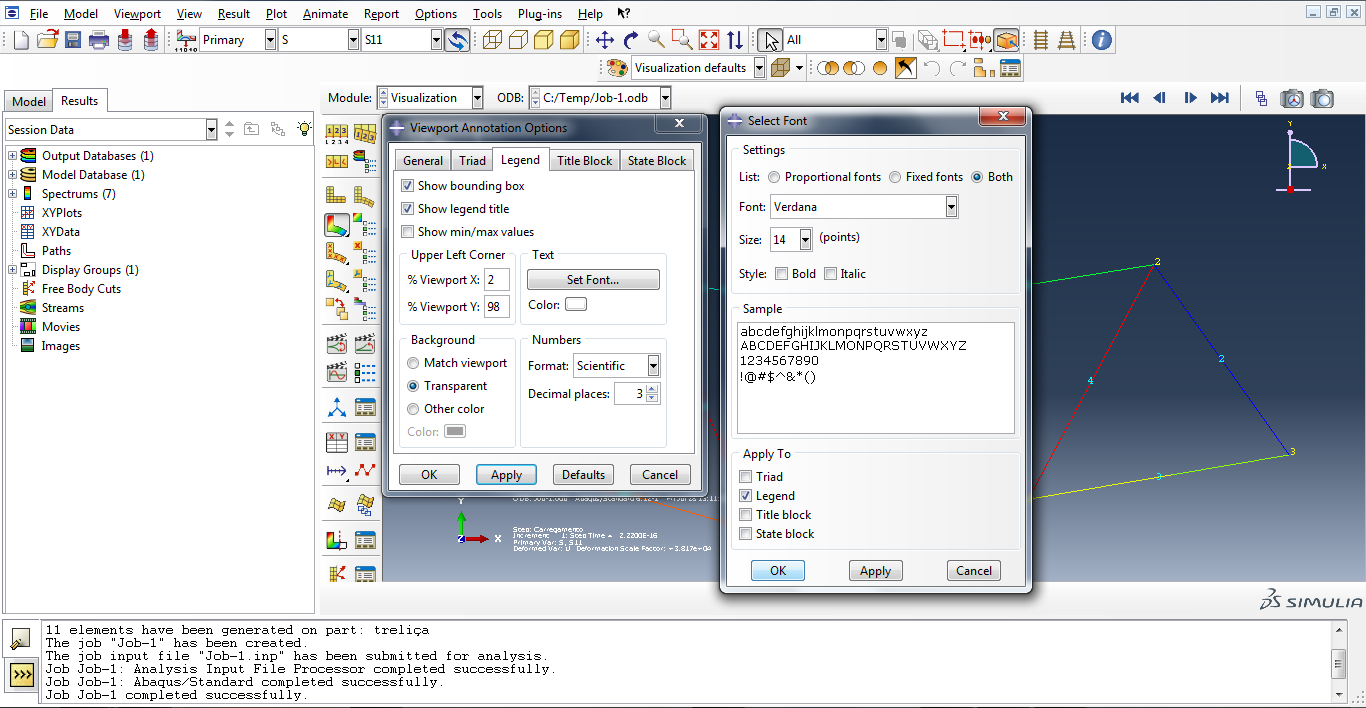 File Model Viewport View Result Plot Animate Report Options Tools Plug-ins Help
Primary S S11 All
Visualization defaults
Model Results
Module: Visualization ODB: C:/Temp/Job-1.odb
Session Data
Output Databases (1)
Model Database (1)
Spectrums (7)
XYPlots
XYData
Paths
Display Groups (1)
Free Body Cuts
Streams
Movies
Images
Viewport Annotation Options
General Triad Legend Title Block State Block
Show bounding box
Show legend title
Show min/max values
Upper Left Corner
% Viewport X: 2
% Viewport Y: 98
Text
Set Font...
Color:
Background
Match viewport
Transparent
Other color
Color:
Numbers
Format: Scientific
Decimal places: 3
OK Apply Defaults Cancel
Select Font
Settings
List: Proportional fonts Fixed fonts Both
Font: Verdana
Size: 14 (points)
Style: Bold Italic
Sample
abcdefghijklmonpqrstuvwxyz
ABCDEFGHIJKLMONPQRSTUVWXYZ
1234567890
!@#$^&*()
Apply To
Triad
Legend
Title block
State block
OK Apply Cancel
Y
X
2
2
4
3
3
Y
Z X
Step: Carregamento
Increment 1: Step Time = 2.2200E-16
Primary Var: S, S11
Deformed Var: U Deformation Scale Factor: +3.817e+04
SIMULIA
11 elements have been generated on part: treliça
The job "Job-1" has been created.
The job input file "Job-1.inp" has been submitted for analysis.
Job Job-1: Analysis Input File Processor completed successfully.
Job Job-1: Abaqus/Standard completed successfully.
Job Job-1 completed successfully.